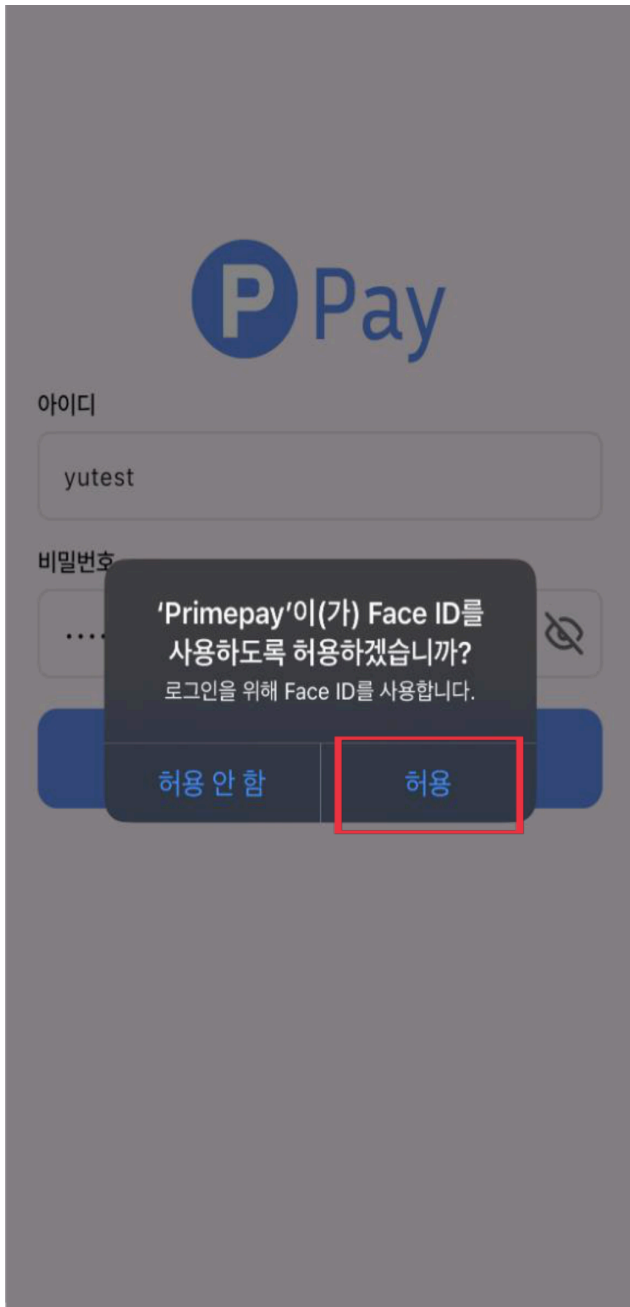 P Pay
아이디
yutest
비밀번호
‘Primepay’이(가) Face ID를
사용하도록 허용하겠습니까?
로그인을 위해 Face ID를 사용합니다.
허용 안 함 허용